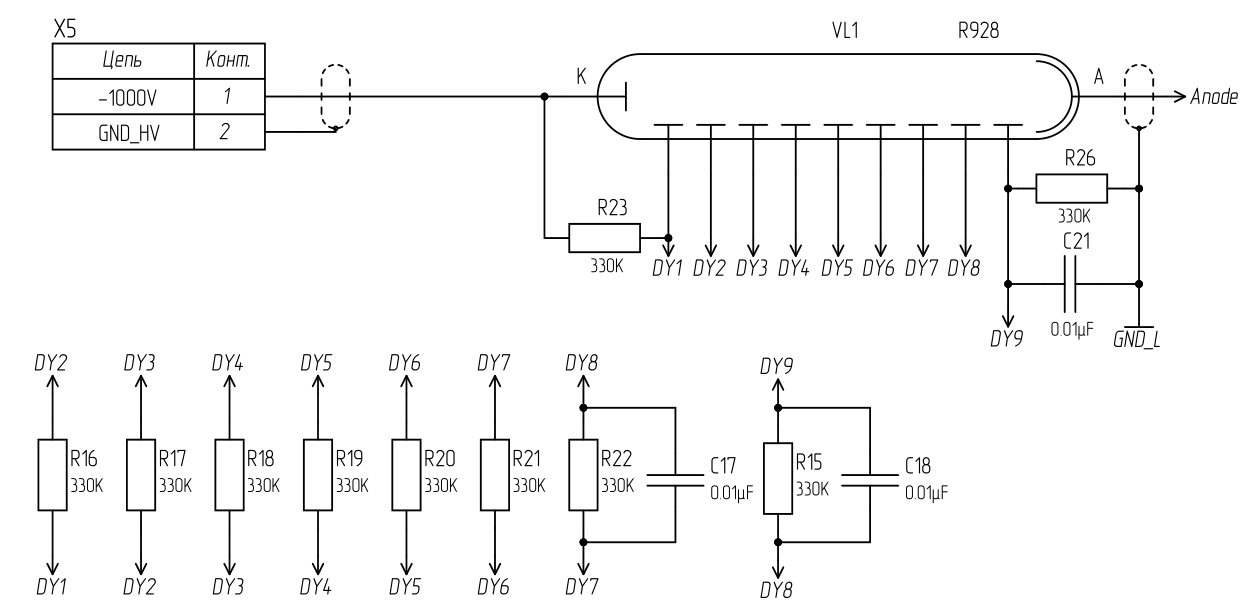 X5
Цепь Конт.
-1000V 1
GND_HV 2
VL1 R928
K
A
Anode
R23
330K
DY1 DY2 DY3 DY4 DY5 DY6 DY7 DY8
R26
330K
C21
0.01µF
DY9
GND_L
DY2 DY3 DY4 DY5 DY6 DY7 DY8 DY9
R16 R17 R18 R19 R20 R21 R22 C17 R15 C18
330K 330K 330K 330K 330K 330K 330K 0.01µF 330K 0.01µF
DY1 DY2 DY3 DY4 DY5 DY6 DY7 DY8